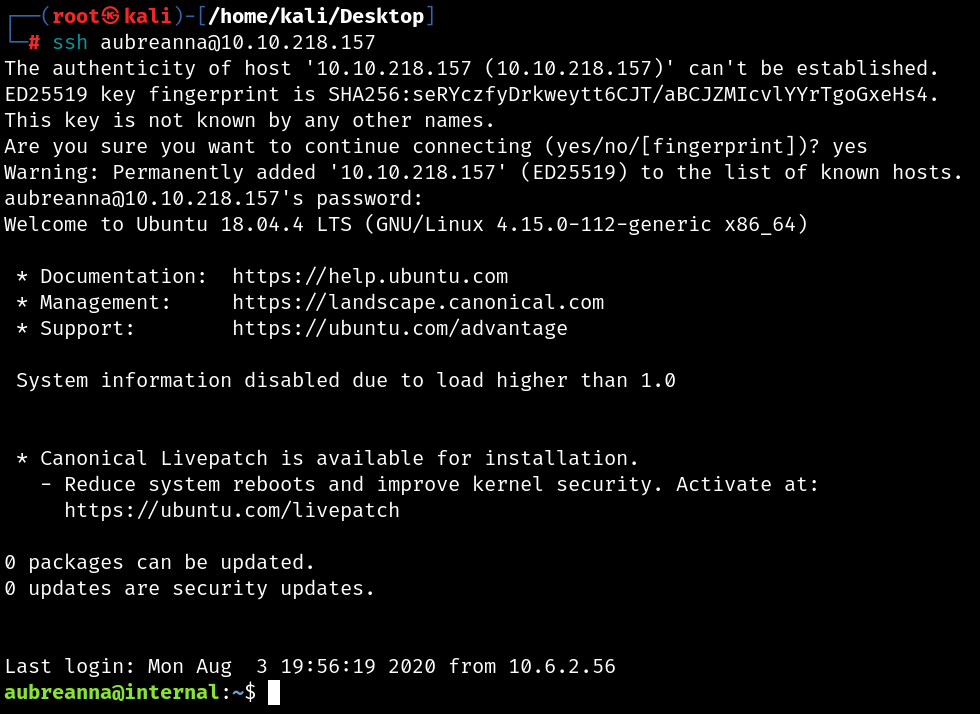 ┌──(root㉿kali)-[/home/kali/Desktop]
└─# ssh aubreanna@10.10.218.157
The authenticity of host '10.10.218.157 (10.10.218.157)' can't be established.
ED25519 key fingerprint is SHA256:seRYczfyDrkweytt6CJT/aBCJZMIcvlYYrTgoGxeHs4.
This key is not known by any other names.
Are you sure you want to continue connecting (yes/no/[fingerprint])? yes
Warning: Permanently added '10.10.218.157' (ED25519) to the list of known hosts.
aubreanna@10.10.218.157's password:
Welcome to Ubuntu 18.04.4 LTS (GNU/Linux 4.15.0-112-generic x86_64)
 * Documentation:  https://help.ubuntu.com
 * Management:     https://landscape.canonical.com
 * Support:        https://ubuntu.com/advantage
 System information disabled due to load higher than 1.0
 * Canonical Livepatch is available for installation.
   - Reduce system reboots and improve kernel security. Activate at:
     https://ubuntu.com/livepatch
0 packages can be updated.
0 updates are security updates.
Last login: Mon Aug  3 19:56:19 2020 from 10.6.2.56
aubreanna@internal:~$